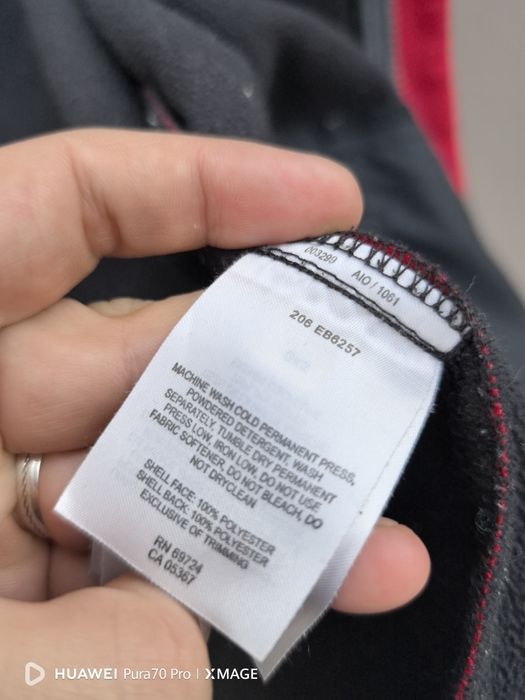 003299
AIO / 1061
206 EB6257
MACHINE WASH COLD PERMANENT PRESS,
POWDERED DETERGENT. WASH
SEPARATELY, TUMBLE DRY PERMANENT
PRESS LOW, IRON LOW, DO NOT USE
FABRIC SOFTENER. DO NOT BLEACH, DO
NOT DRYCLEAN
SHELL FACE: 100% POLYESTER
SHELL BACK: 100% POLYESTER
EXCLUSIVE OF TRIMMING
RN 69724
CA 05367
HUAWEI Pura70 Pro | XMAGE